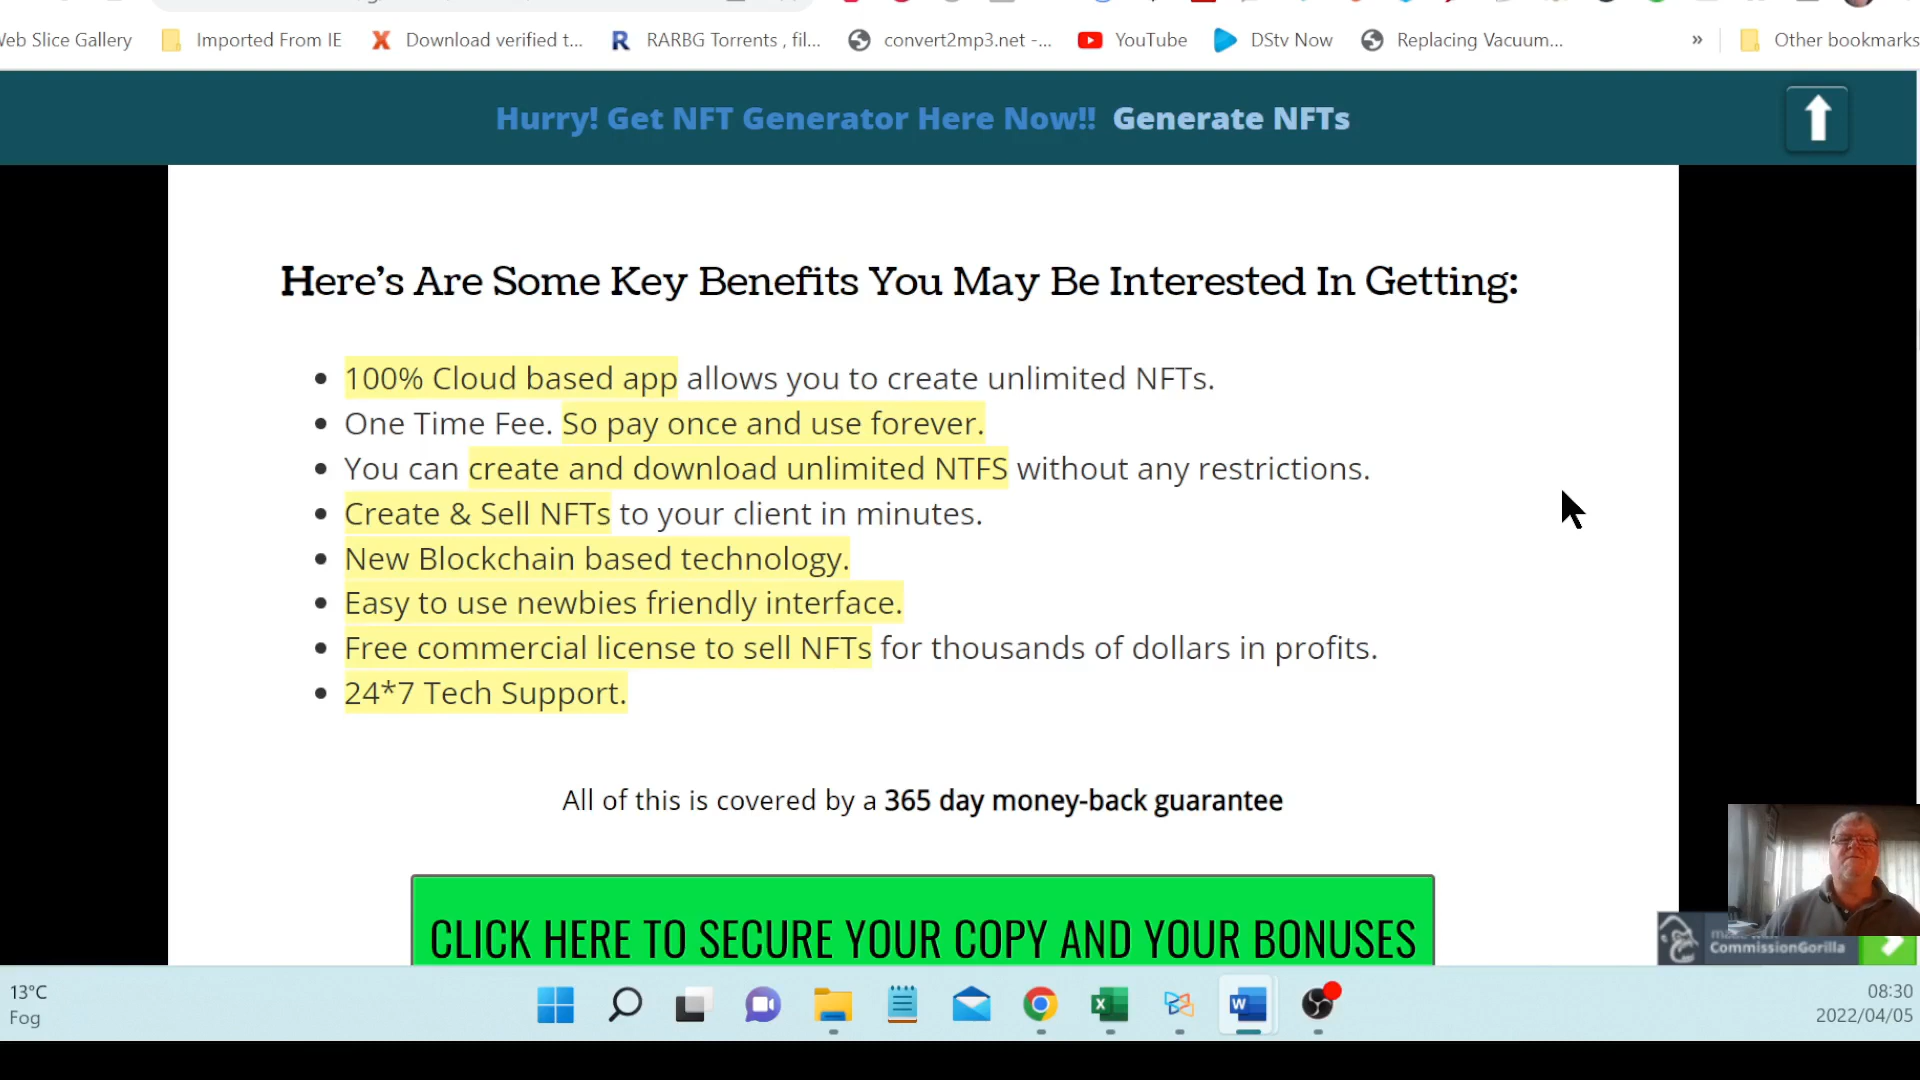 Web Slice Gallery
Imported From IE
Download verified t...
RARBG Torrents , fil...
convert2mp3.net -...
YouTube
DStv Now
Replacing Vacuum...
»
Other bookmarks
Hurry! Get NFT Generator Here Now!! Generate NFTs
Here's Are Some Key Benefits You May Be Interested In Getting:
100% Cloud based app allows you to create unlimited NFTs.
One Time Fee. So pay once and use forever.
You can create and download unlimited NTFS without any restrictions.
Create & Sell NFTs to your client in minutes.
New Blockchain based technology.
Easy to use newbies friendly interface.
Free commercial license to sell NFTs for thousands of dollars in profits.
24*7 Tech Support.
All of this is covered by a 365 day money-back guarantee
CLICK HERE TO SECURE YOUR COPY AND YOUR BONUSES
CommissionGorilla
13°C
Fog
08:30
2022/04/05